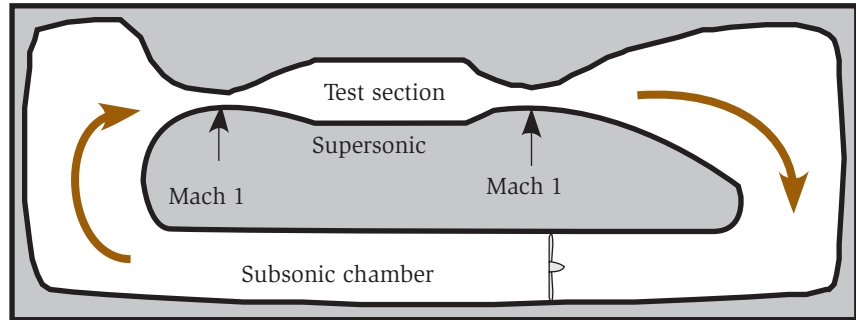 Test section
Supersonic
Mach 1
Mach 1
Subsonic chamber